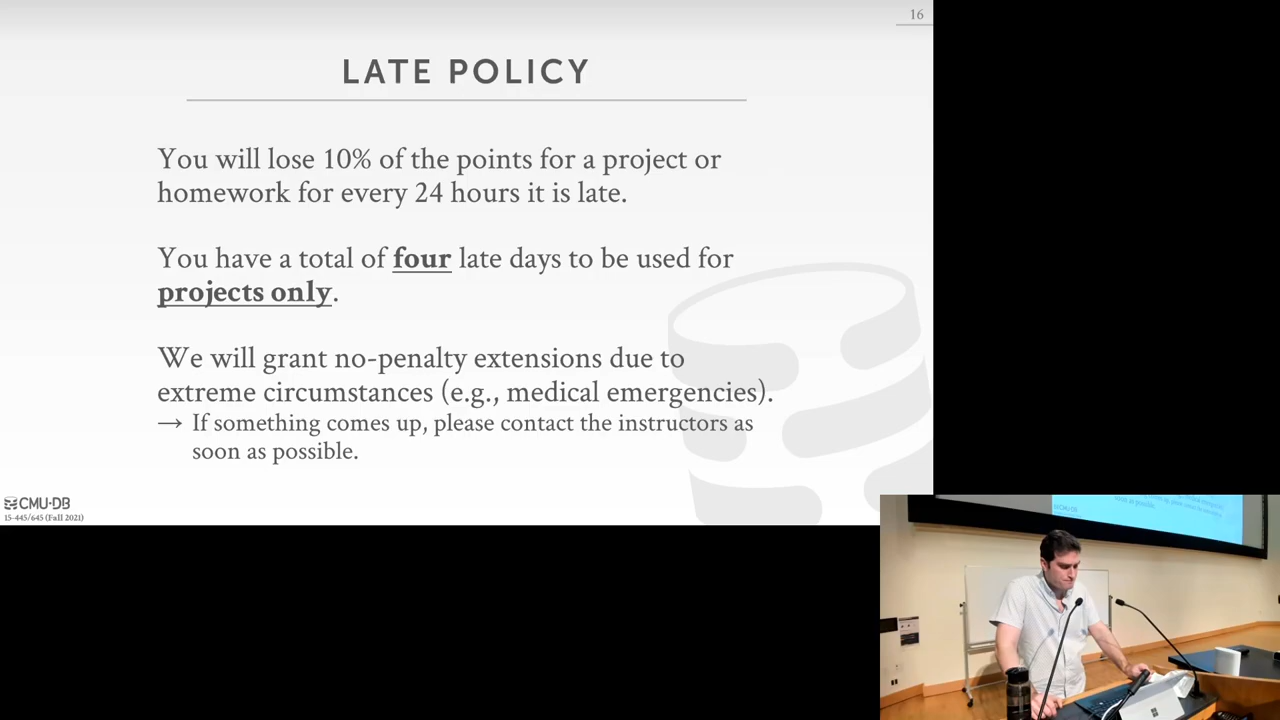 16
LATE POLICY
You will lose 10% of the points for a project or
homework for every 24 hours it is late.
You have a total of four late days to be used for
projects only.
We will grant no-penalty extensions due to
extreme circumstances (e.g., medical emergencies).
→ If something comes up, please contact the instructors as
soon as possible.
CMU·DB
15-445/645 (Fall 2021)